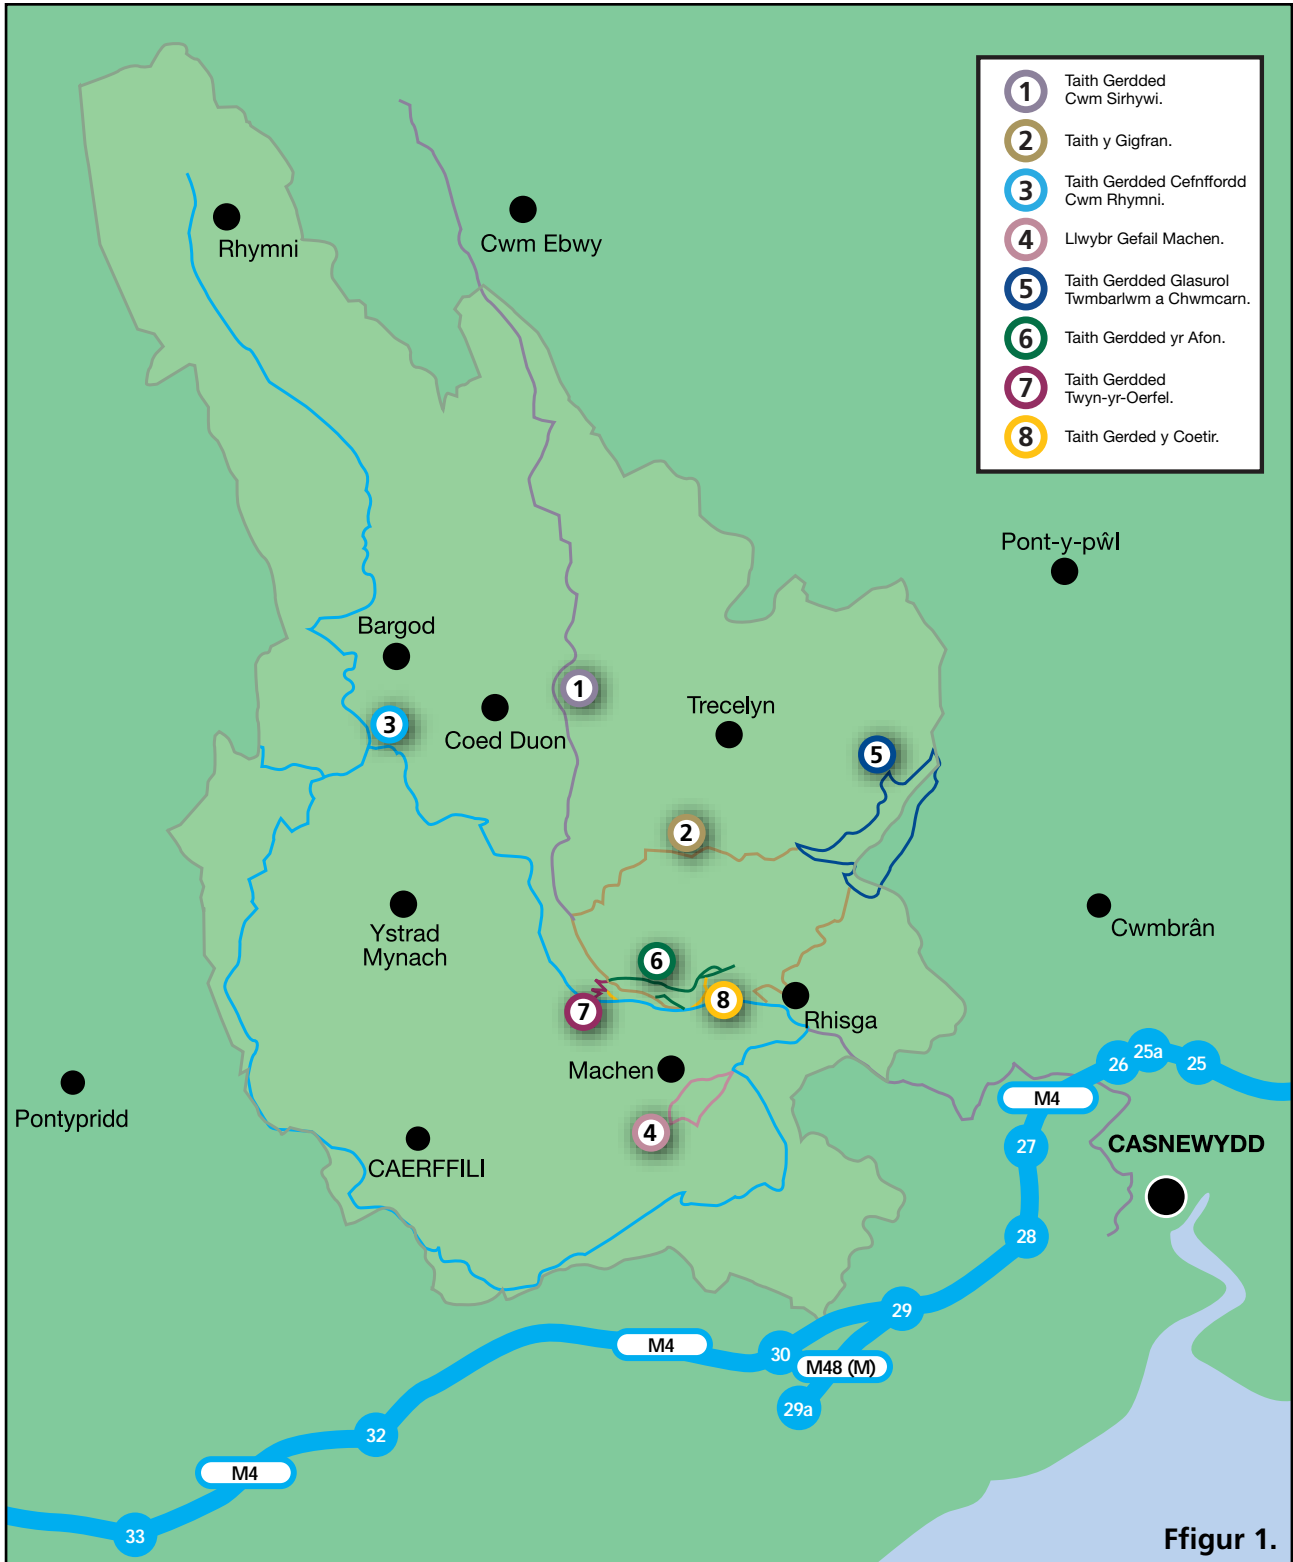 1
Taith Gerdded
Cwm Sirhywi.
2
Taith y Gigfran.
3
Taith Gerdded Cefnffordd
Cwm Rhymni.
4
Llwybr Gefail Machen.
5
Taith Gerdded Glasurol
Twmbarlwm a Chwmcarn.
6
Taith Gerdded yr Afon.
7
Taith Gerdded
Twyn-yr-Oerfel.
8
Taith Gerded y Coetir.
Rhymni
Cwm Ebwy
Pont-y-pŵl
Bargod
1
Trecelyn
3
Coed Duon
5
2
Ystrad
Mynach
Cwmbrân
6
8
7
Rhisga
Machen
26
25a
25
M4
Pontypridd
4
27
CASNEWYDD
CAERFFILI
28
29
M4
30
M48 (M)
29a
32
M4
33
Ffigur 1.